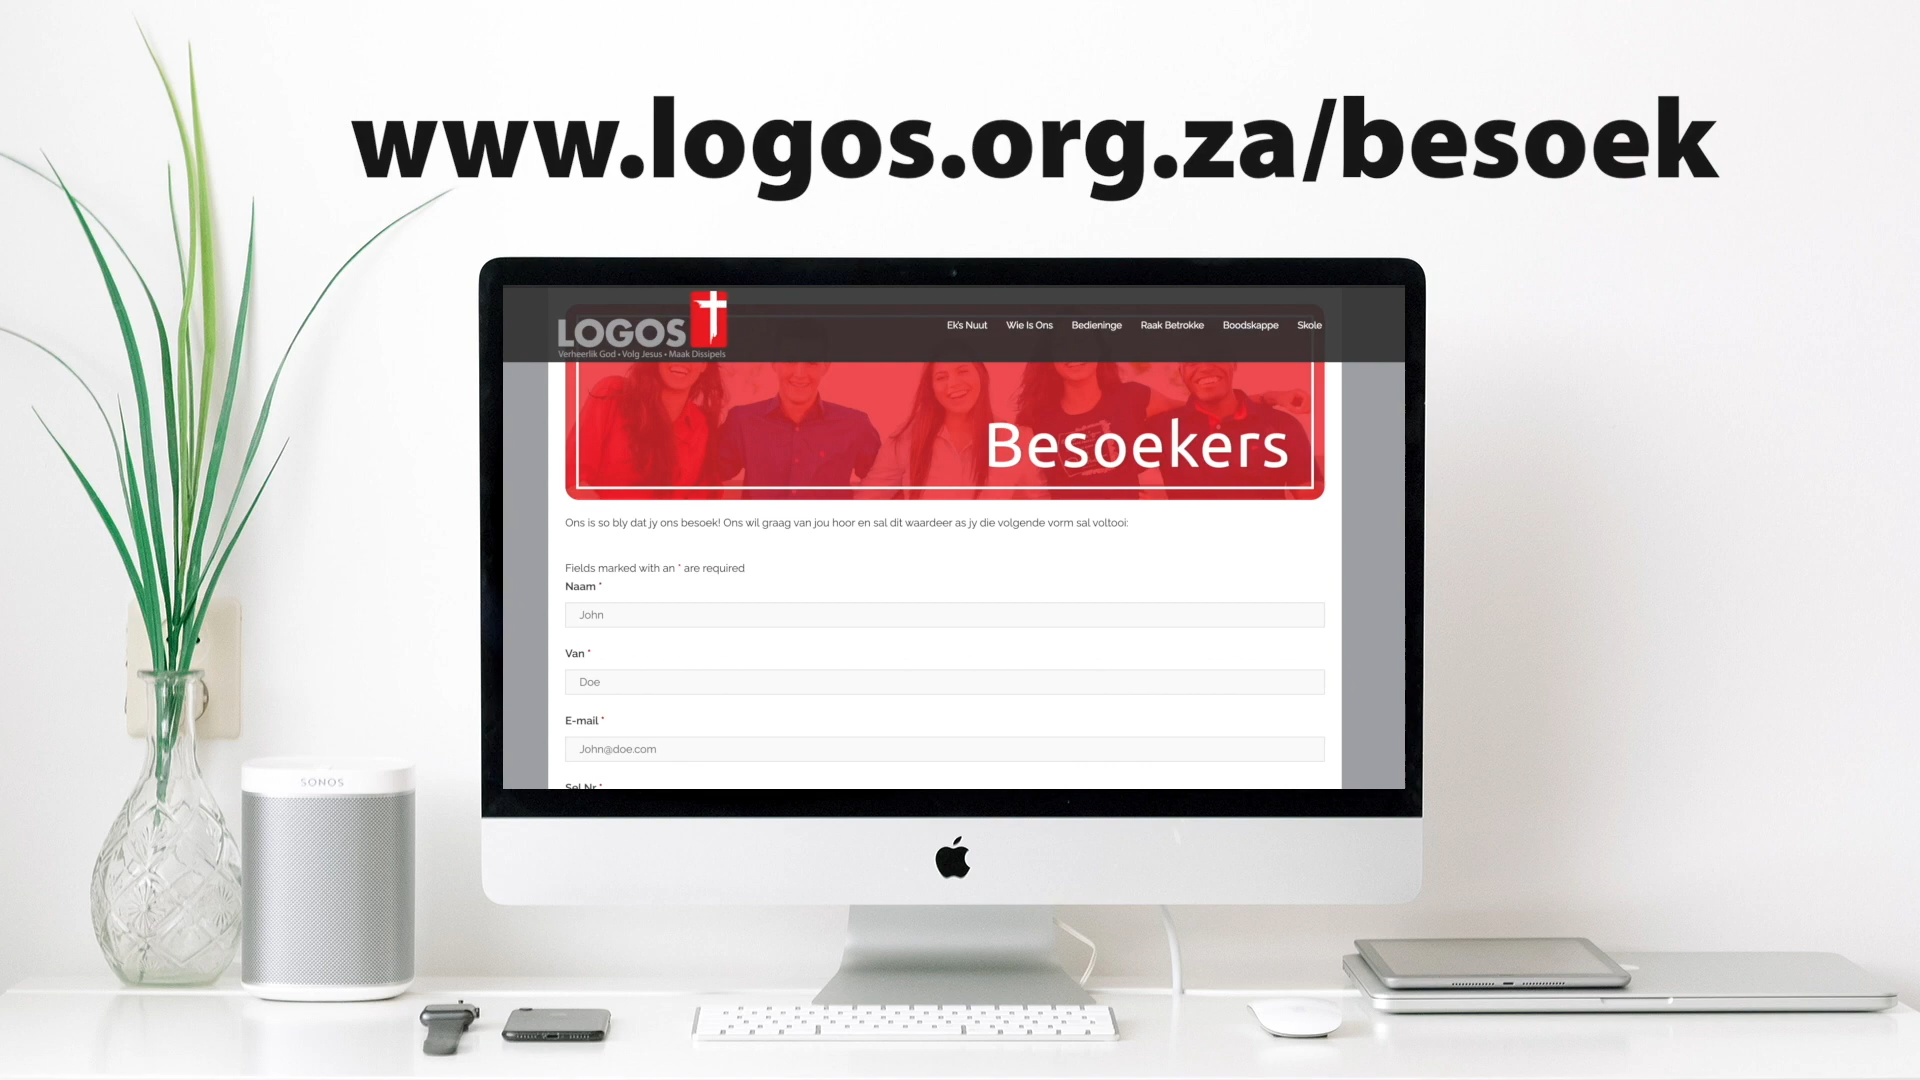 www.logos.org.za/besoek
LOGOS
Verheerlik God • Volg Jesus • Maak Dissipels
Ek's Nuut Wie Is Ons Bedieninge Raak Betrokke Boodskappe Skole
Besoekers
Ons is so bly dat jy ons besoek! Ons wil graag van jou hoor en sal dit waardeer as jy die volgende vorm sal voltooi:
Fields marked with an * are required
Naam *
John
Van *
Doe
E-mail *
John@doe.com
Sel Nr *
SONOS